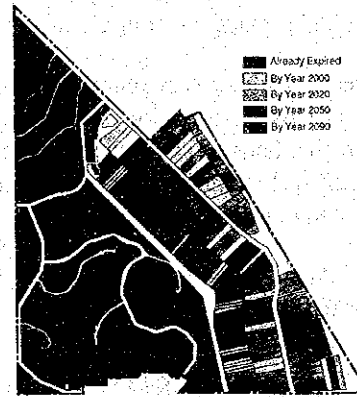 Already Expired
By Year 2000
By Year 2020
By Year 2050
By Year 2090